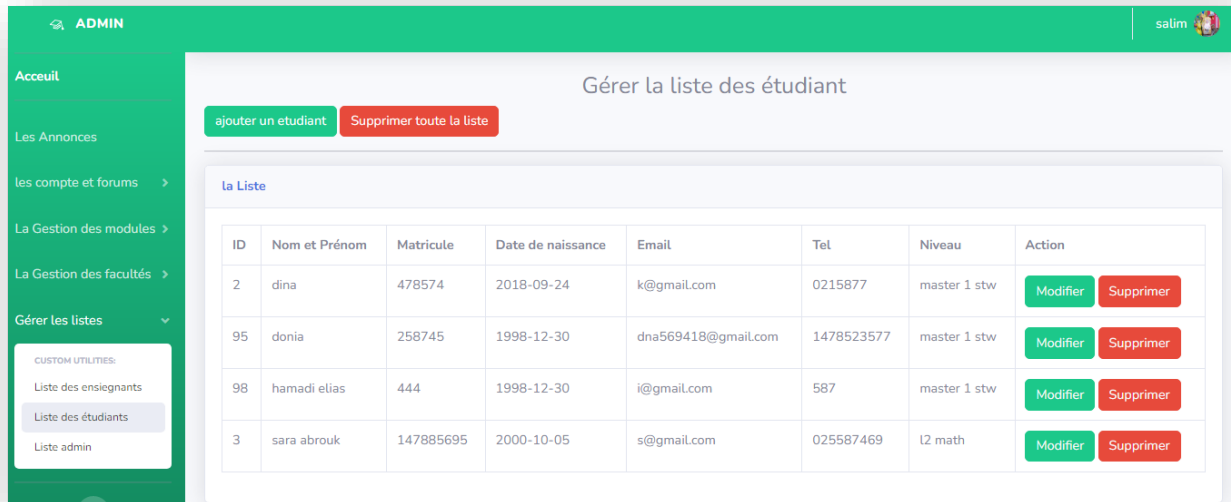 ADMIN
salim
Acceuil
Les Annonces
les compte et forums
La Gestion des modules
La Gestion des facultés
Gérer les listes
CUSTOM UTILITIES:
Liste des ensiegnants
Liste des étudiants
Liste admin
Gérer la liste des étudiant
ajouter un etudiant Supprimer toute la liste
la Liste
ID Nom et Prénom Matricule Date de naissance Email Tel Niveau Action
2 dina 478574 2018-09-24 k@gmail.com 0215877 master 1 stw Modifier Supprimer
95 donia 258745 1998-12-30 dna569418@gmail.com 1478523577 master 1 stw Modifier Supprimer
98 hamadi elias 444 1998-12-30 i@gmail.com 587 master 1 stw Modifier Supprimer
3 sara abrouk 147885695 2000-10-05 s@gmail.com 025587469 l2 math Modifier Supprimer